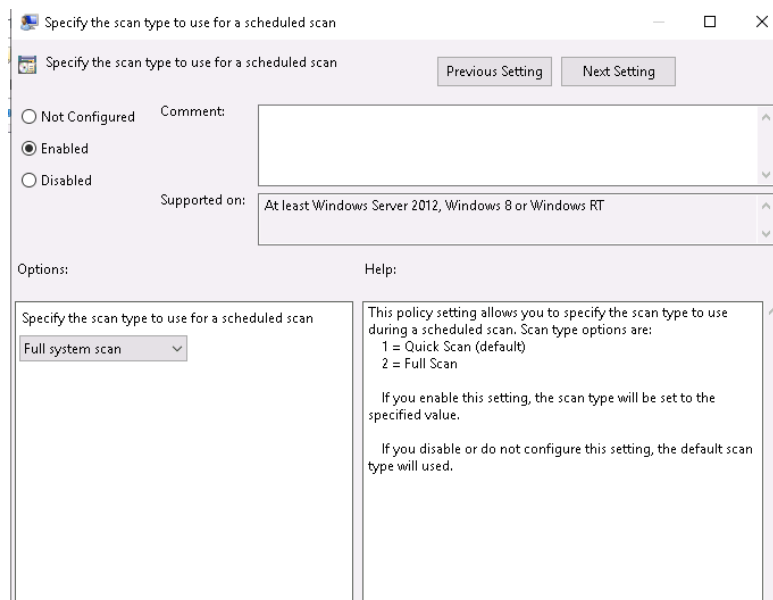 Specify the scan type to use for a scheduled scan
Specify the scan type to use for a scheduled scan
Previous Setting
Next Setting
Not Configured
Comment:
Enabled
Disabled
Supported on:
At least Windows Server 2012, Windows 8 or Windows RT
Options:
Help:
Specify the scan type to use for a scheduled scan
Full system scan
This policy setting allows you to specify the scan type to use
during a scheduled scan. Scan type options are:
1 = Quick Scan (default)
2 = Full Scan
If you enable this setting, the scan type will be set to the
specified value.
If you disable or do not configure this setting, the default scan
type will used.